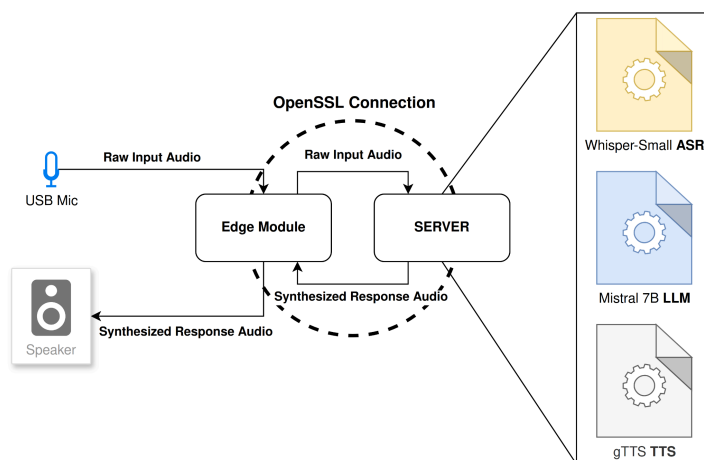 OpenSSL Connection
Raw Input Audio
Raw Input Audio
USB Mic
Edge Module
SERVER
Synthesized Response Audio
Synthesized Response Audio
Speaker
Whisper-Small ASR
Mistral 7B LLM
gTTS TTS